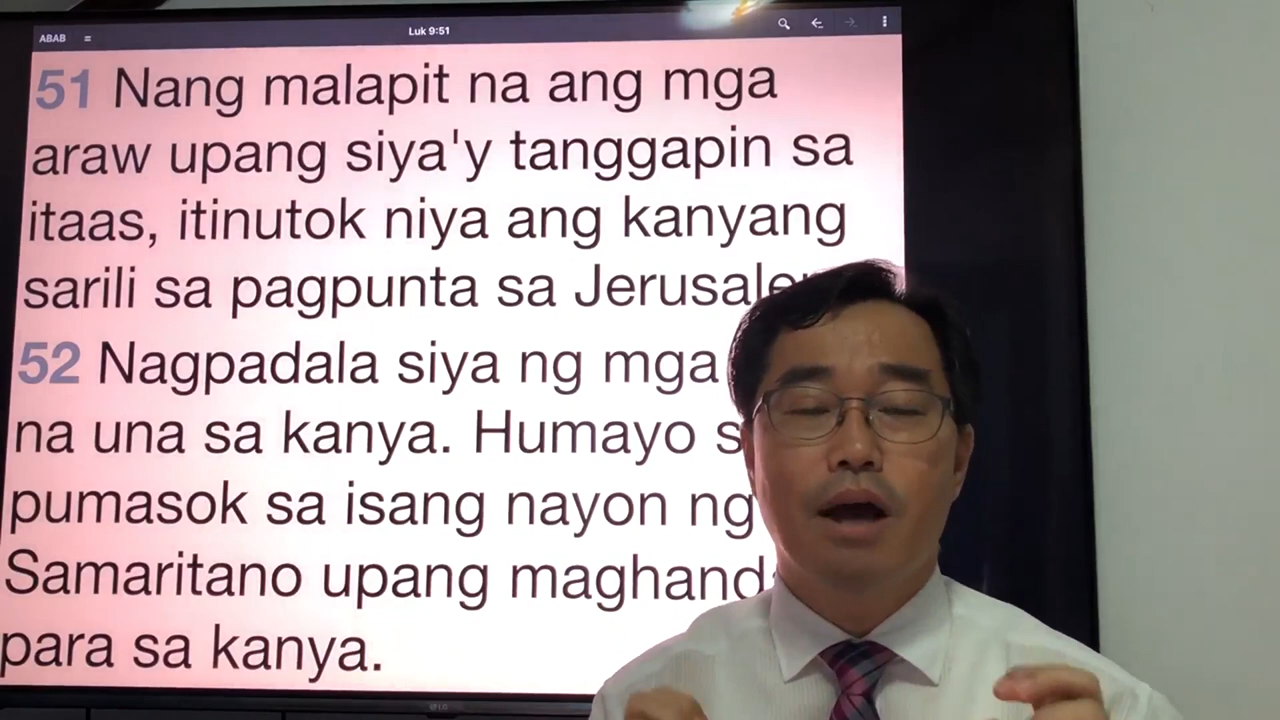 ABAB
Luk 9:51
51 Nang malapit na ang mga
araw upang siya'y tanggapin sa
itaas, itinutok niya ang kanyang
sarili sa pagpunta sa
52 Nagpadala siya ng mga
na una sa kanya. Humayo
pumasok sa isang nayon ng
Samaritano upang
para sa kanya.
LG